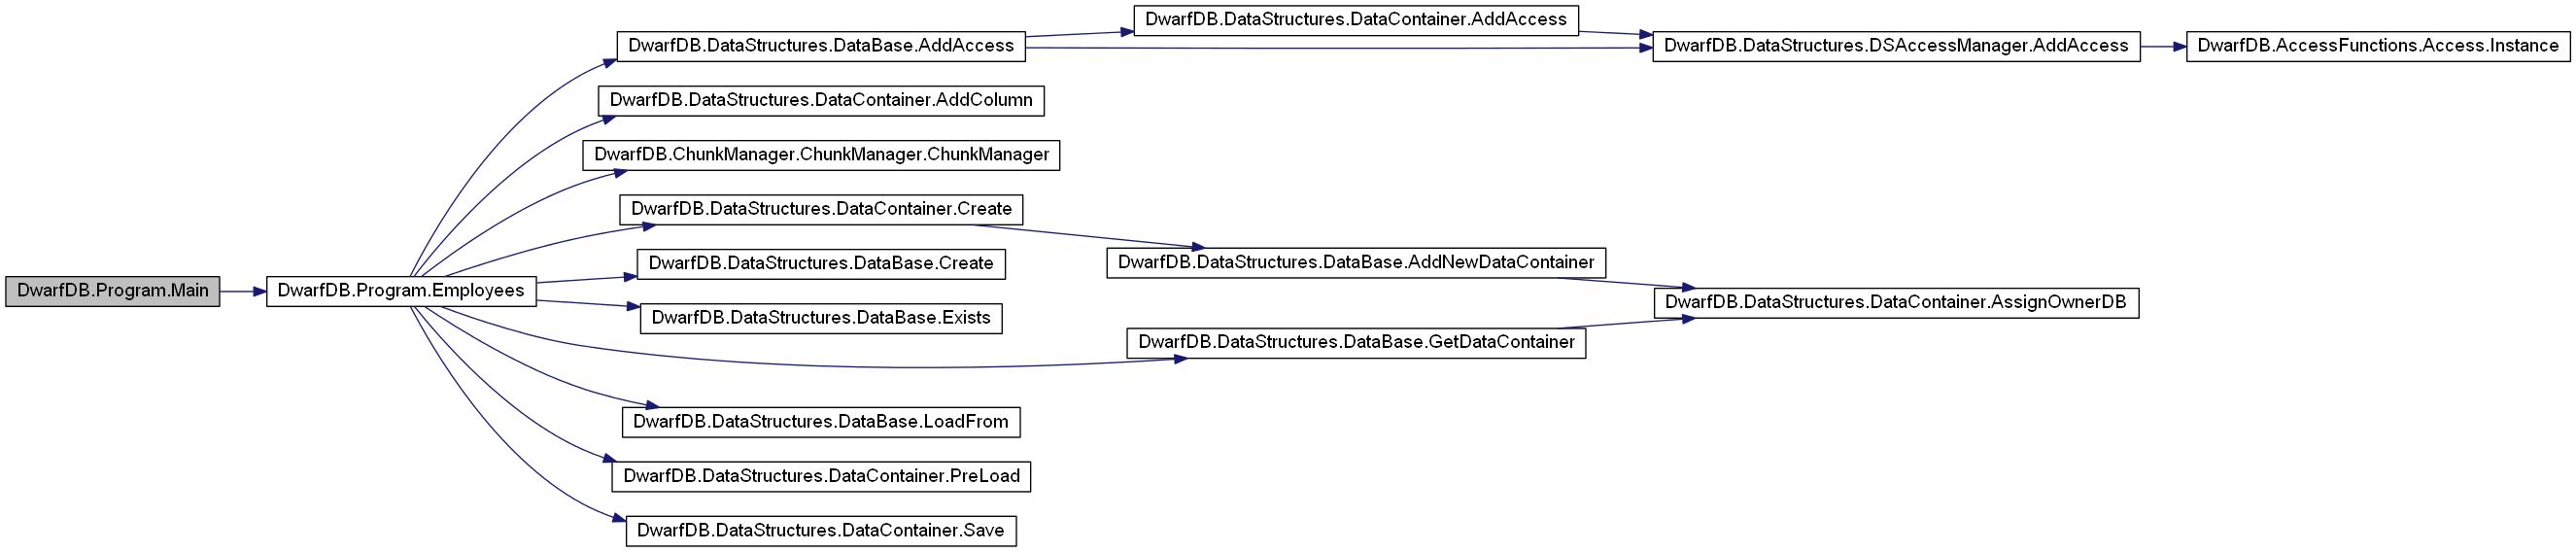 DwarfDB.Program.Main
DwarfDB.Program.Employees
DwarfDB.DataStructures.DataBase.AddAccess
DwarfDB.DataStructures.DataContainer.AddColumn
DwarfDB.ChunkManager.ChunkManager.ChunkManager
DwarfDB.DataStructures.DataContainer.Create
DwarfDB.DataStructures.DataBase.Create
DwarfDB.DataStructures.DataBase.Exists
DwarfDB.DataStructures.DataBase.LoadFrom
DwarfDB.DataStructures.DataContainer.PreLoad
DwarfDB.DataStructures.DataContainer.Save
DwarfDB.DataStructures.DataContainer.AddAccess
DwarfDB.DataStructures.DataBase.AddNewDataContainer
DwarfDB.DataStructures.DataBase.GetDataContainer
DwarfDB.DataStructures.DSAccessManager.AddAccess
DwarfDB.DataStructures.DataContainer.AssignOwnerDB
DwarfDB.AccessFunctions.Access.Instance